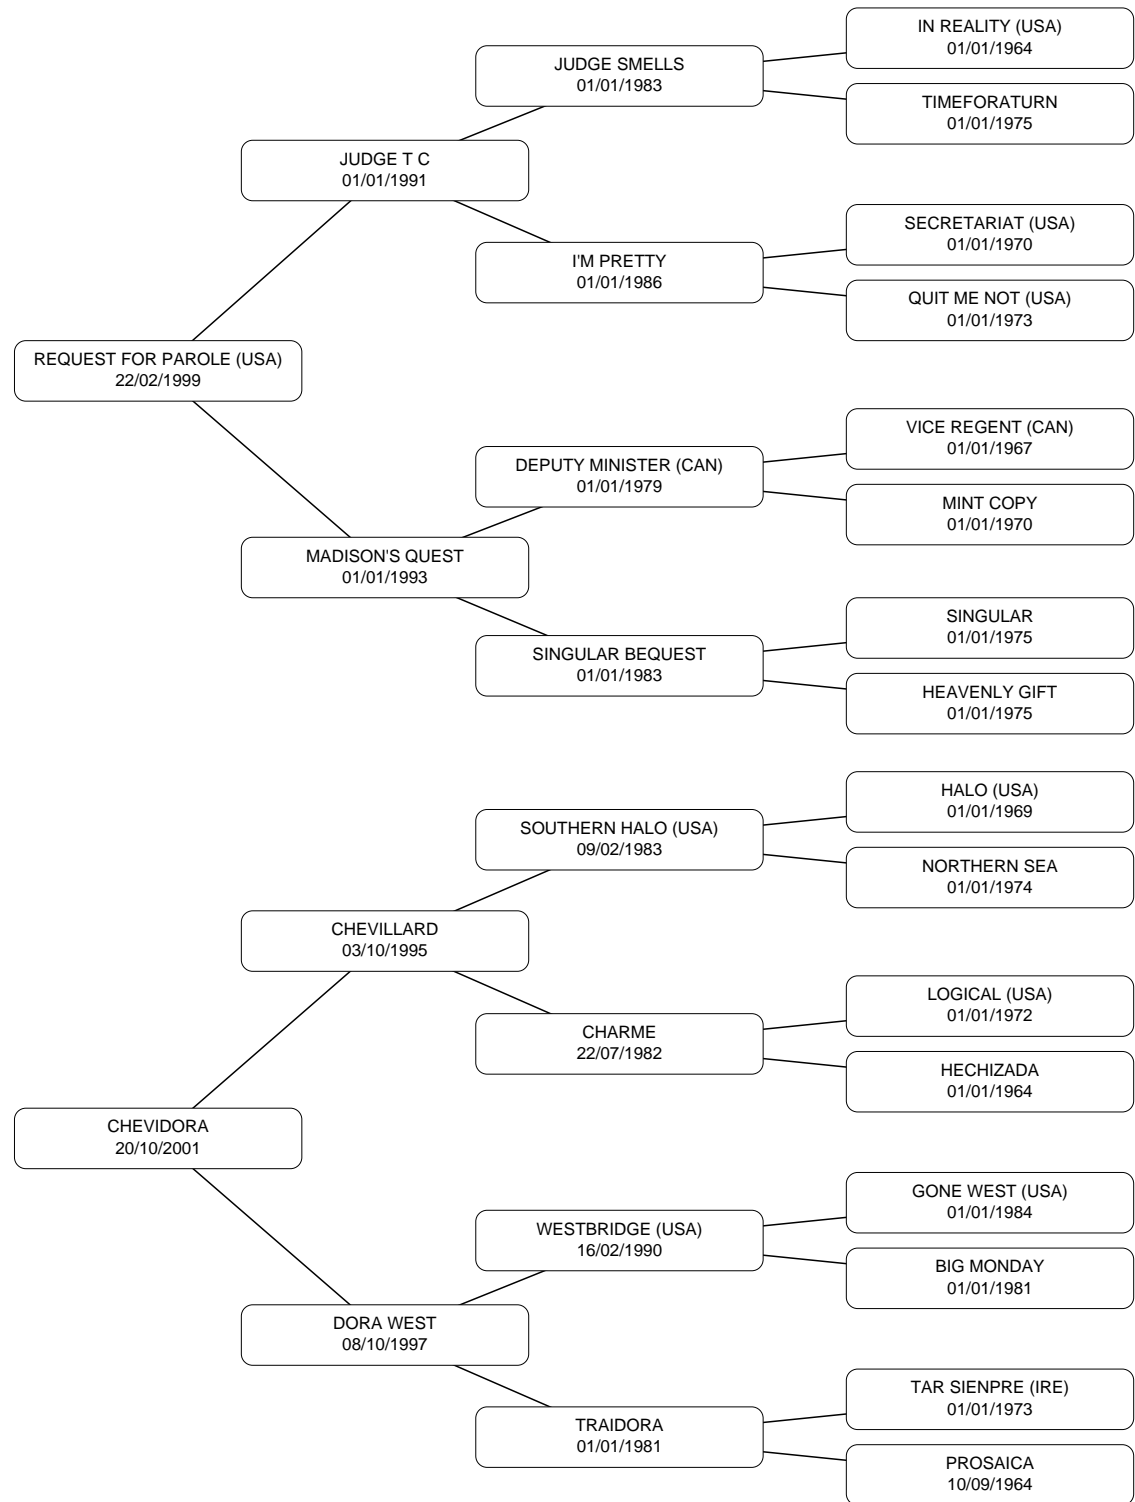 IN REALITY (USA)
01/01/1964
JUDGE SMELLS
01/01/1983
TIMEFORATURN
01/01/1975
JUDGE T C
01/01/1991
SECRETARIAT (USA)
01/01/1970
I'M PRETTY
01/01/1986
QUIT ME NOT (USA)
01/01/1973
REQUEST FOR PAROLE (USA)
22/02/1999
VICE REGENT (CAN)
01/01/1967
DEPUTY MINISTER (CAN)
01/01/1979
MINT COPY
01/01/1970
MADISON'S QUEST
01/01/1993
SINGULAR
01/01/1975
SINGULAR BEQUEST
01/01/1983
HEAVENLY GIFT
01/01/1975
HALO (USA)
01/01/1969
SOUTHERN HALO (USA)
09/02/1983
NORTHERN SEA
01/01/1974
CHEVILLARD
03/10/1995
LOGICAL (USA)
01/01/1972
CHARME
22/07/1982
HECHIZADA
01/01/1964
CHEVIDORA
20/10/2001
GONE WEST (USA)
01/01/1984
WESTBRIDGE (USA)
16/02/1990
BIG MONDAY
01/01/1981
DORA WEST
08/10/1997
TAR SIENPRE (IRE)
01/01/1973
TRAIDORA
01/01/1981
PROSAICA
10/09/1964